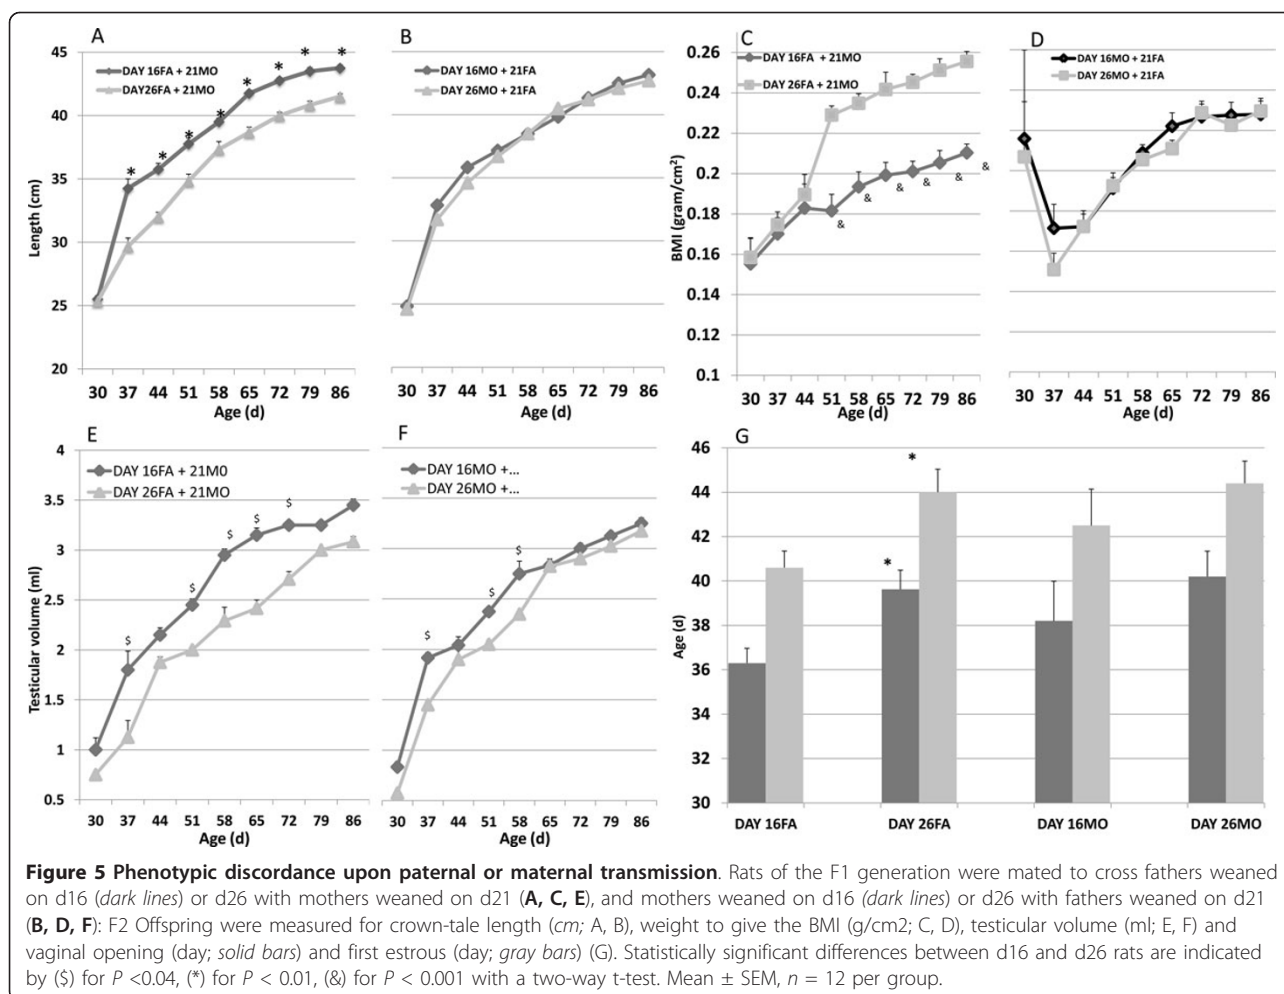 A
45
40
35
30
25
20
Length (cm)
DAY 16FA + 21MO
DAY26FA + 21MO
* * * * * * * *
30 37 44 51 58 65 72 79 86
Age (d)
B
DAY 16MO + 21FA
DAY 26MO + 21FA
30 37 44 51 58 65 72 79 86
Age (d)
C
0.26
0.24
0.22
0.2
0.18
0.16
0.14
0.12
0.1
BMI (gram/cm²)
DAY 16FA + 21MO
DAY 26FA + 21MO
& & & & & &
30 37 44 51 58 65 72 79 86
Age (d)
D
DAY 16MO + 21FA
DAY 26MO + 21FA
30 37 44 51 58 65 72 79 86
Age (d)
E
4
3.5
3
2.5
2
1.5
1
0.5
Testicular volume (ml)
DAY 16FA + 21M0
DAY 26FA + 21MO
$ $ $ $ $
30 37 44 51 58 65 72 79 86
Age (d)
F
DAY 16MO +...
DAY 26MO +...
$ $ $
30 37 44 51 58 65 72 79 86
Age (d)
G
46
44
42
40
38
36
34
32
30
Age (d)
* *
DAY 16FA DAY 26FA DAY 16MO DAY 26MO
Figure 5 Phenotypic discordance upon paternal or maternal transmission. Rats of the F1 generation were mated to cross fathers weaned
on d16 (dark lines) or d26 with mothers weaned on d21 (A, C, E), and mothers weaned on d16 (dark lines) or d26 with fathers weaned on d21
(B, D, F): F2 Offspring were measured for crown-tale length (cm; A, B), weight to give the BMI (g/cm2; C, D), testicular volume (ml; E, F) and
vaginal opening (day; solid bars) and first estrous (day; gray bars) (G). Statistically significant differences between d16 and d26 rats are indicated
by ($) for P <0.04, (*) for P < 0.01, (&) for P < 0.001 with a two-way t-test. Mean ± SEM, n = 12 per group.